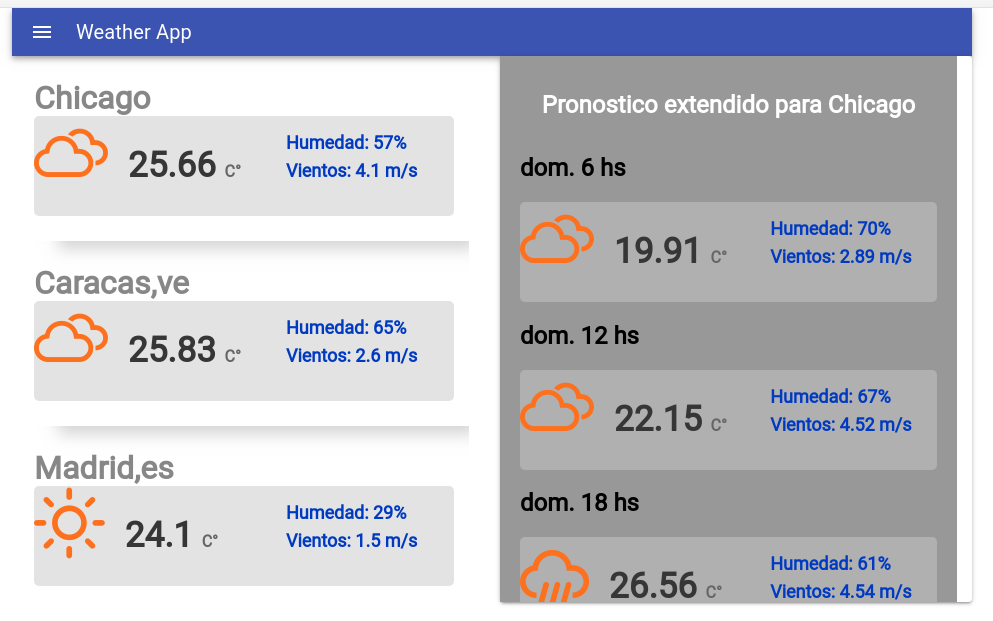 Weather App
Chicago
25.66 C°
Humedad: 57%
Vientos: 4.1 m/s
Caracas,ve
25.83 C°
Humedad: 65%
Vientos: 2.6 m/s
Madrid,es
24.1 C°
Humedad: 29%
Vientos: 1.5 m/s
Pronostico extendido para Chicago
dom. 6 hs
19.91 C°
Humedad: 70%
Vientos: 2.89 m/s
dom. 12 hs
22.15 C°
Humedad: 67%
Vientos: 4.52 m/s
dom. 18 hs
26.56 C°
Humedad: 61%
Vientos: 4.54 m/s